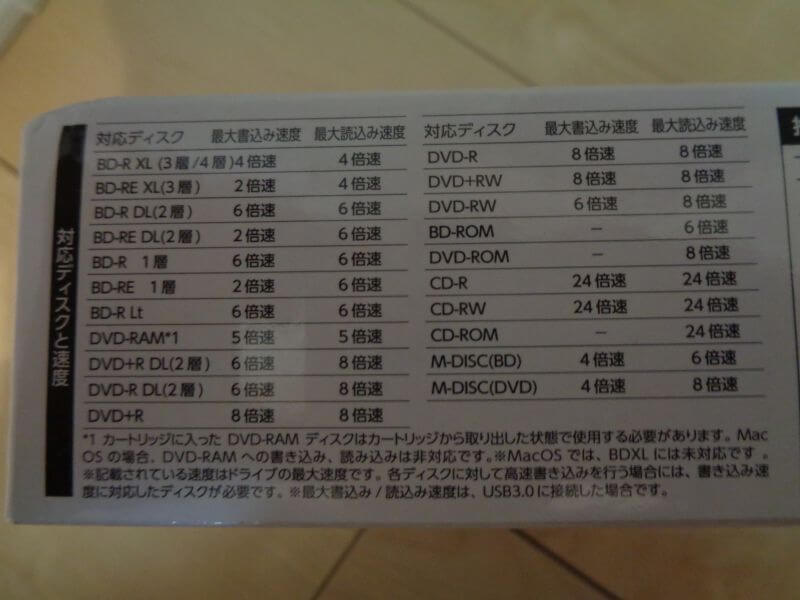 対応ディスクと速度
対応ディスク 最大書込み速度 最大読込み速度
BD-R XL (3層/4層) 4倍速 4倍速
BD-RE XL(3層) 2倍速 4倍速
BD-R DL(2層) 6倍速 6倍速
BD-RE DL(2層) 2倍速 6倍速
BD-R 1層 6倍速 6倍速
BD-RE 1層 2倍速 6倍速
BD-R Lt 6倍速 6倍速
DVD-RAM*1 5倍速 5倍速
DVD+R DL(2層) 6倍速 8倍速
DVD-R DL(2層) 6倍速 8倍速
DVD+R 8倍速 8倍速
対応ディスク 最大書込み速度 最大読込み速度
DVD-R 8倍速 8倍速
DVD+RW 8倍速 8倍速
DVD-RW 6倍速 8倍速
BD-ROM − 6倍速
DVD-ROM − 8倍速
CD-R 24倍速 24倍速
CD-RW 24倍速 24倍速
CD-ROM − 24倍速
M-DISC(BD) 4倍速 6倍速
M-DISC(DVD) 4倍速 8倍速
*1 カートリッジに入った DVD-RAM ディスクはカートリッジから取り出した状態で使用する必要があります。Mac
OS の場合、DVD-RAM への書き込み、読み込みは非対応です。※MacOS では、BDXL には未対応です。
※記載されている速度はドライブの最大速度です。各ディスクに対して高速書き込みを行う場合には、書き込み速
度に対応したディスクが必要です。※最大書込み/読込み速度は、USB3.0 に接続した場合です。